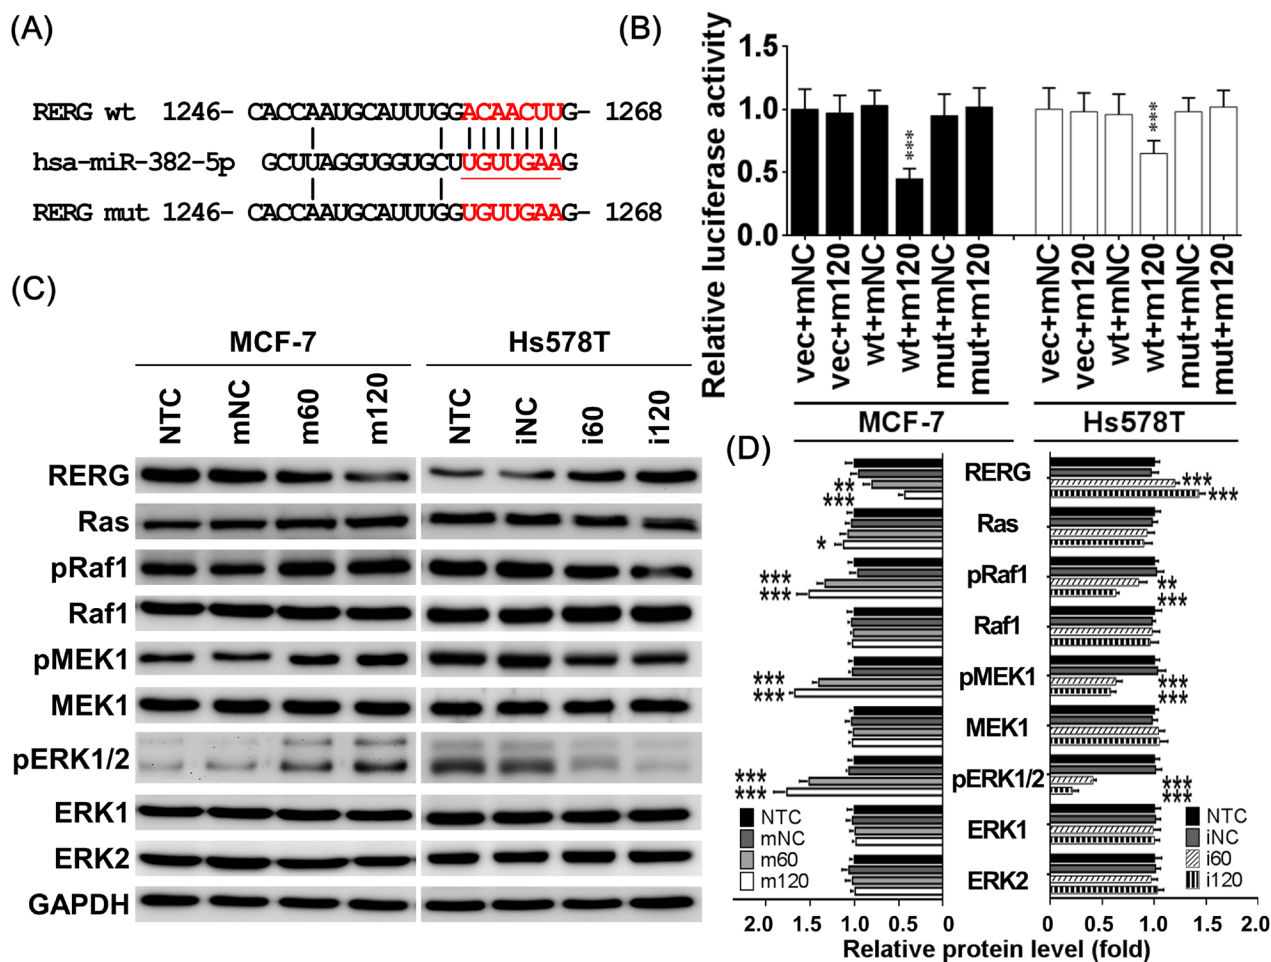 (A)
RERG wt 1246- CACCAAUGCAUUUGGACAACUUG- 1268
hsa-miR-382-5p GCUUAGGUGGUGCUUGUUGAAG
RERG mut 1246- CACCAAUGCAUUUGGUGUUGAAG- 1268
(B)
Relative luciferase activity
1.5
1.0
0.5
0.0
***
***
vec+mNC
vec+m120
wt+mNC
wt+m120
mut+mNC
mut+m120
vec+mNC
vec+m120
wt+mNC
wt+m120
mut+mNC
mut+m120
MCF-7
Hs578T
(C)
MCF-7
Hs578T
NTC
mNC
m60
m120
NTC
iNC
i60
i120
RERG
Ras
pRaf1
Raf1
pMEK1
MEK1
pERK1/2
ERK1
ERK2
GAPDH
(D)
RERG
Ras
pRaf1
Raf1
pMEK1
MEK1
pERK1/2
ERK1
ERK2
**
***
*
***
***
***
***
***
***
***
***
**
***
***
***
***
***
NTC
mNC
m60
m120
NTC
iNC
i60
i120
2.0 1.5 1.0 0.5 0
0 0.5 1.0 1.5 2.0
Relative protein level (fold)